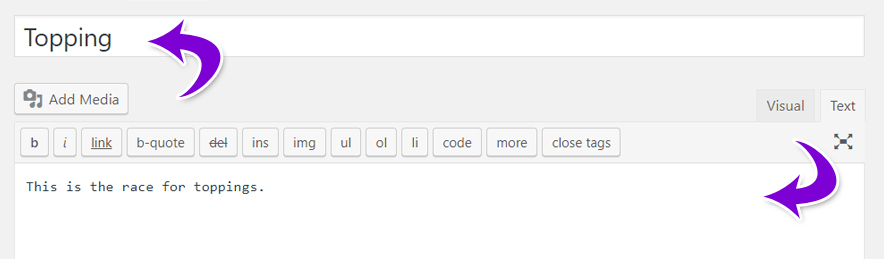 Topping
Add Media
Visual Text
b i link b-quote del ins img ul ol li code more close tags
This is the race for toppings.